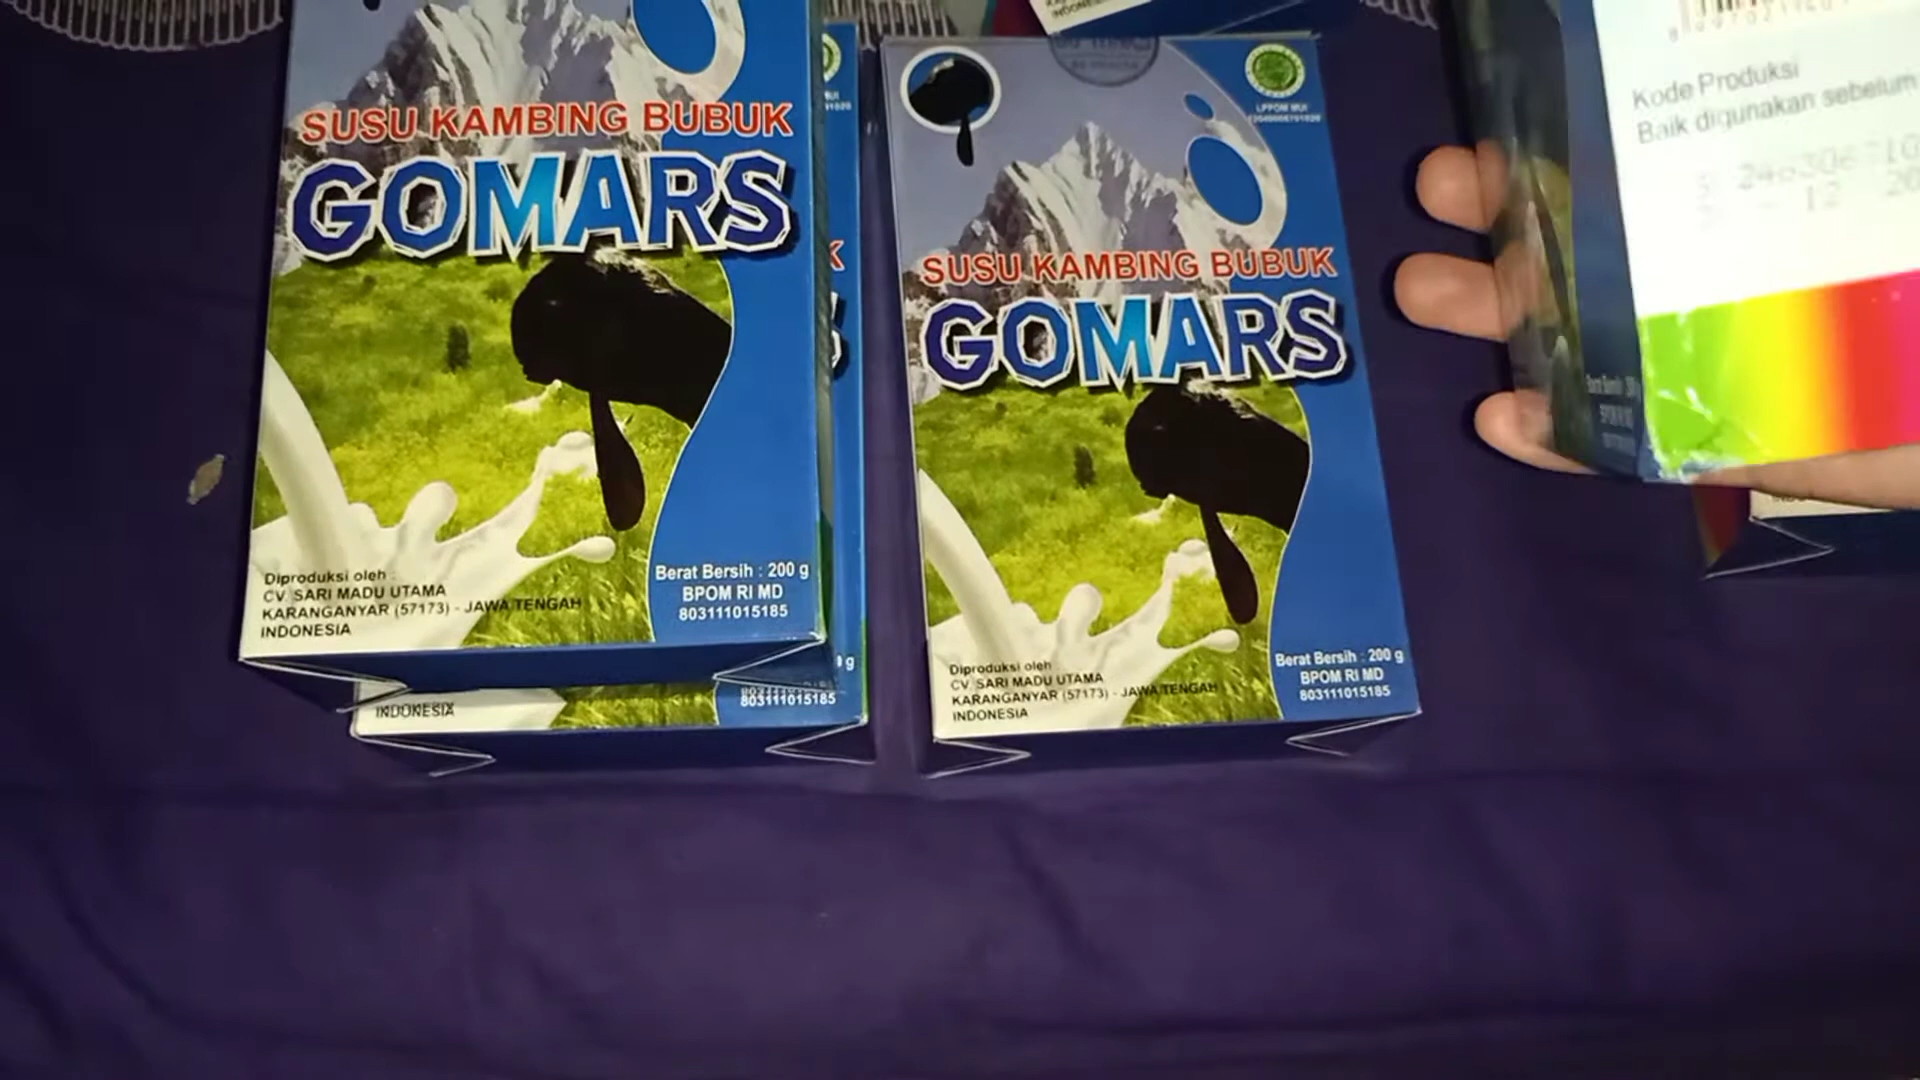 SUSU KAMBING BUBUK
GOMARS
Diproduksi oleh :
CV. SARI MADU UTAMA
KARANGANYAR (57173) - JAWA TENGAH
INDONESIA
Berat Bersih : 200 g
BPOM RI MD
803111015185
INDONESIA
803111015185
LPPOM MUI
SUSU KAMBING BUBUK
GOMARS
Diproduksi oleh
CV. SARI MADU UTAMA
KARANGANYAR (57173) - JAWA TENGAH
INDONESIA
Berat Bersih : 200 g
BPOM RI MD
803111015185
Kode Produksi
Baik digunakan sebelum
12 20